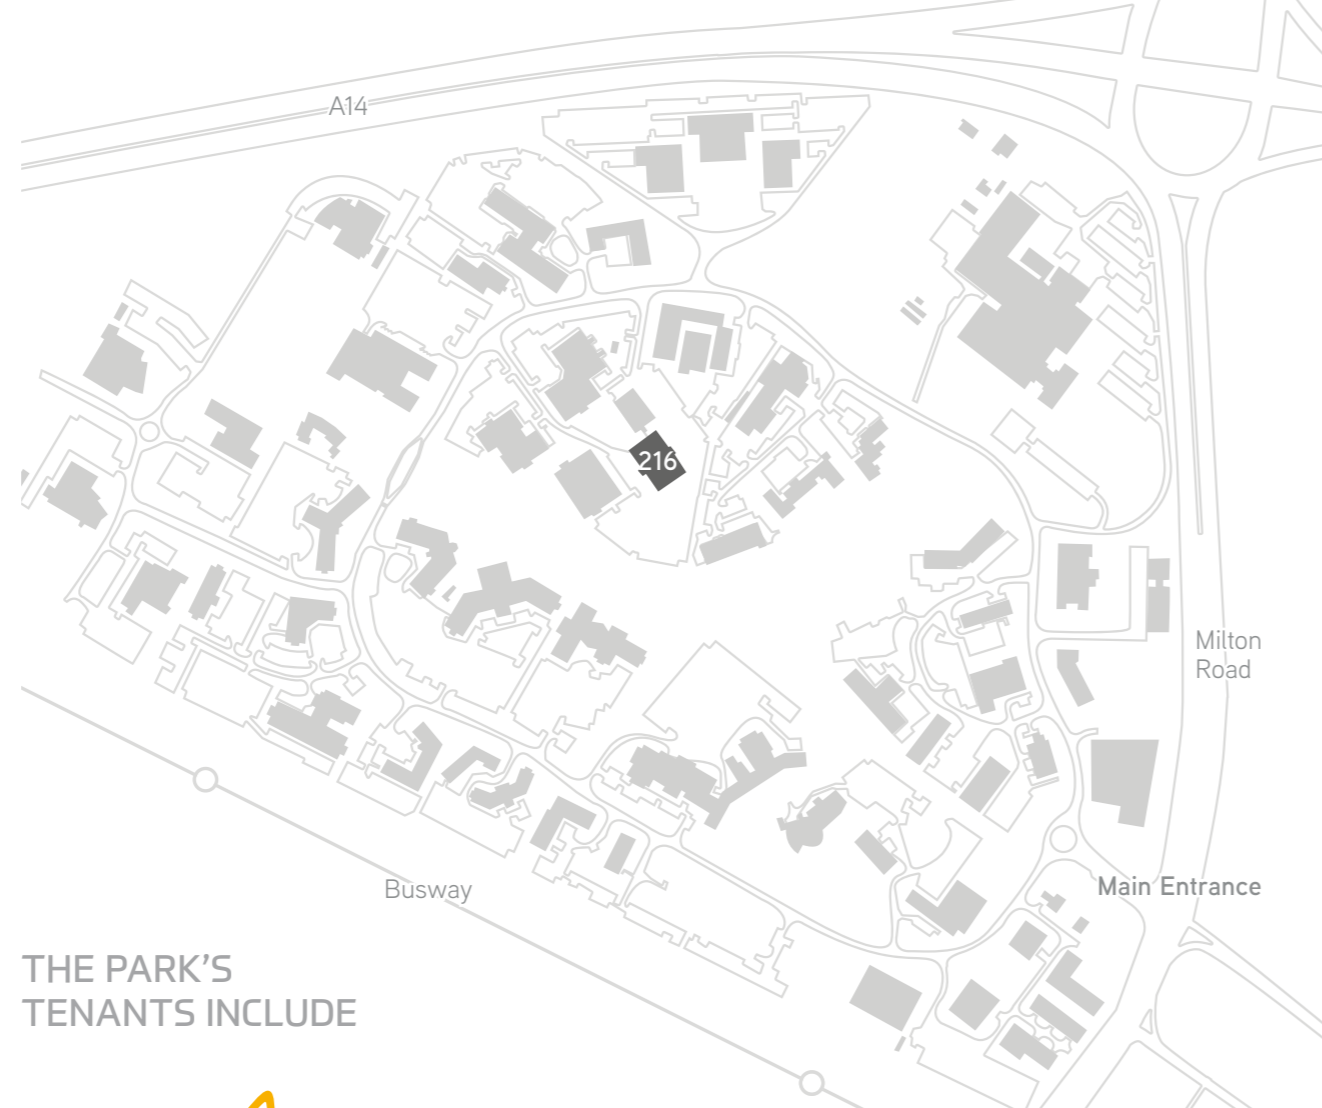 A14
216
Milton
Road
Main Entrance
Busway
THE PARK’S
TENANTS INCLUDE